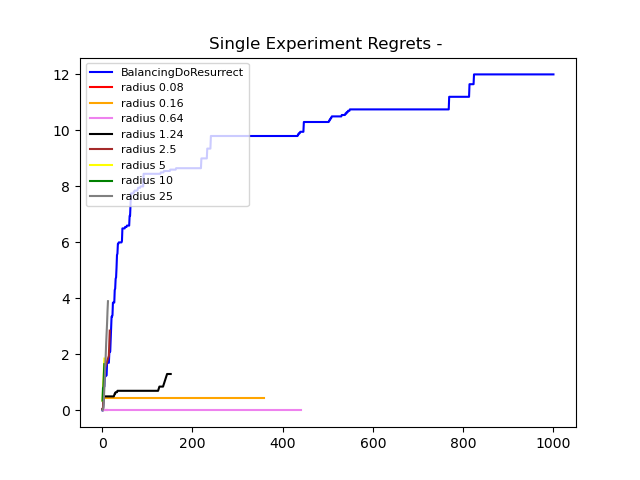 Single Experiment Regrets -
BalancingDoResurrect
radius 0.08
radius 0.16
radius 0.64
radius 1.24
radius 2.5
radius 5
radius 10
radius 25
12
10
8
6
4
2
0
0 200 400 600 800 1000